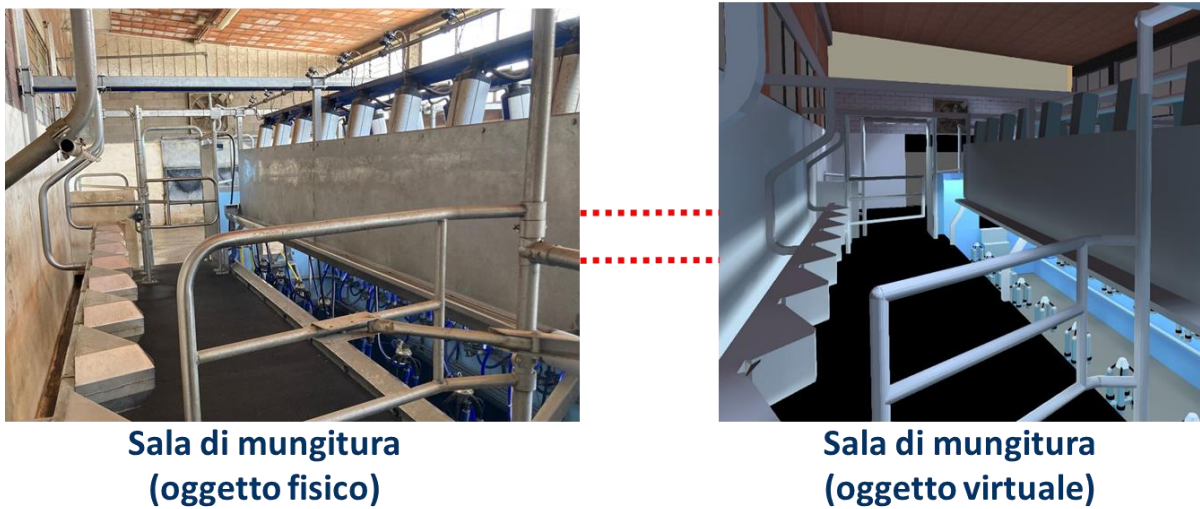 Sala di mungitura
(oggetto fisico)
Sala di mungitura
(oggetto virtuale)